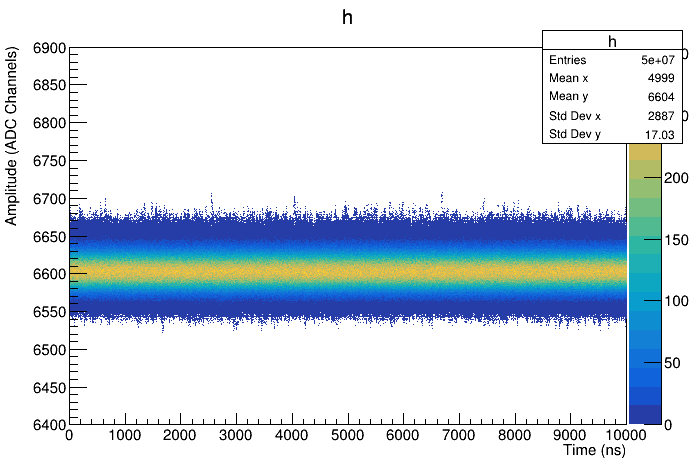 h
h
Entries 5e+07
Mean x 4999
Mean y 6604
Std Dev x 2887
Std Dev y 17.03
Amplitude (ADC Channels)
6900
6850
6800
6750
6700
6650
6600
6550
6500
6450
6400
0 1000 2000 3000 4000 5000 6000 7000 8000 9000 10000
Time (ns)
200
150
100
50
0